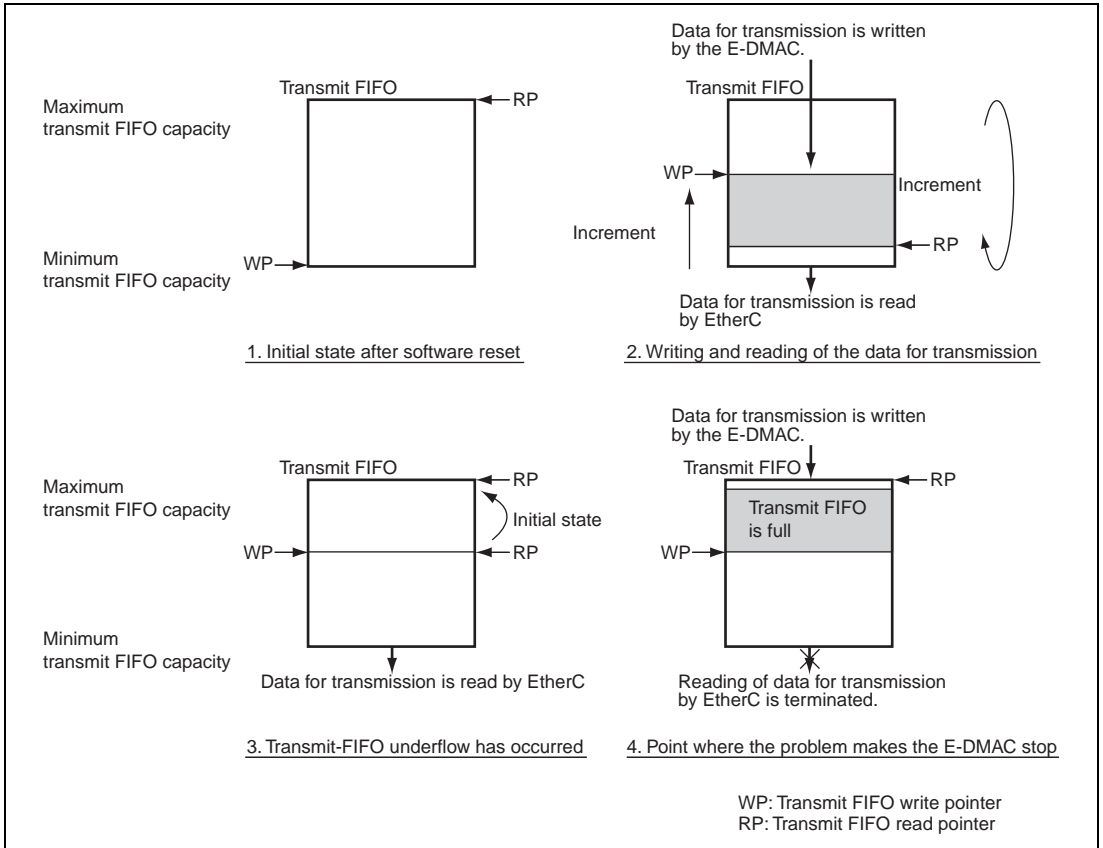 Transmit FIFO
RP
Maximum
transmit FIFO capacity
Minimum
transmit FIFO capacity
WP
1. Initial state after software reset
Data for transmission is written
by the E-DMAC.
Transmit FIFO
WP
Increment
Increment
RP
Data for transmission is read
by EtherC
2. Writing and reading of the data for transmission
Transmit FIFO
RP
Maximum
transmit FIFO capacity
Initial state
WP
RP
Minimum
transmit FIFO capacity
Data for transmission is read by EtherC
3. Transmit-FIFO underflow has occurred
Data for transmission is written
by the E-DMAC.
Transmit FIFO
RP
Transmit FIFO
is full
WP
Reading of data for transmission
by EtherC is terminated.
4. Point where the problem makes the E-DMAC stop
WP: Transmit FIFO write pointer
RP: Transmit FIFO read pointer